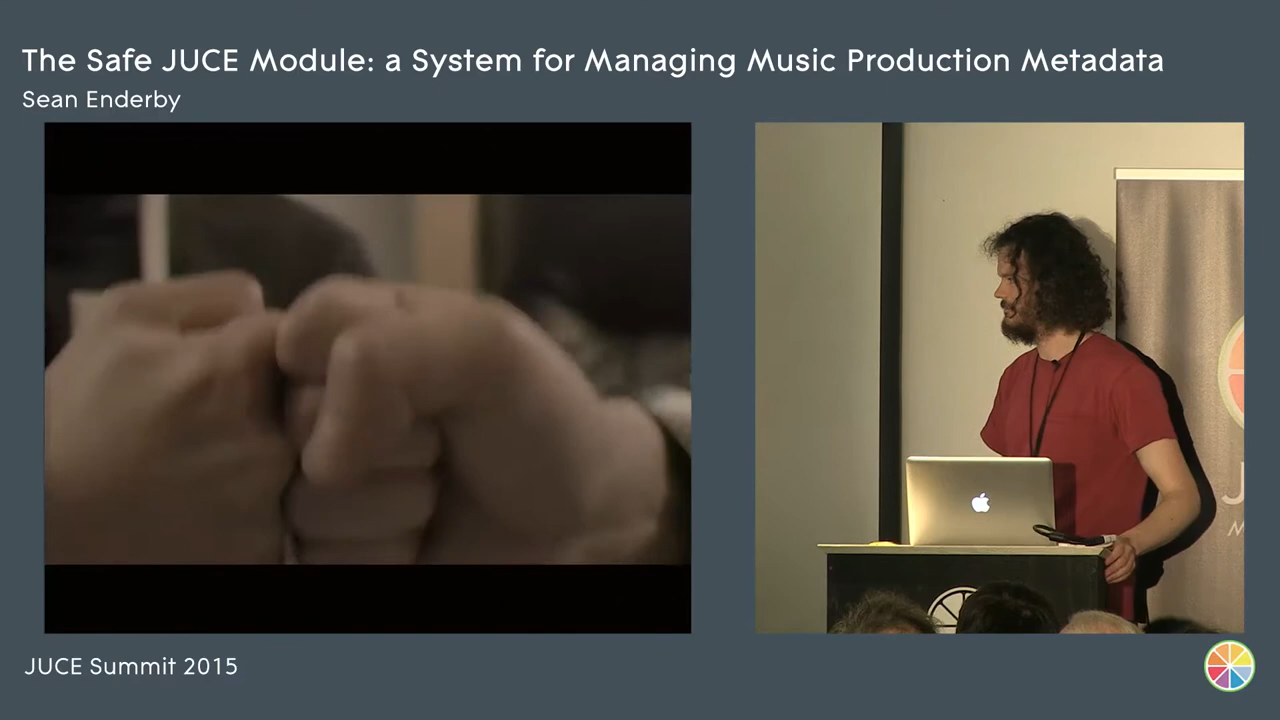 The Safe JUCE Module: a System for Managing Music Production Metadata
Sean Enderby
JUCE Summit 2015